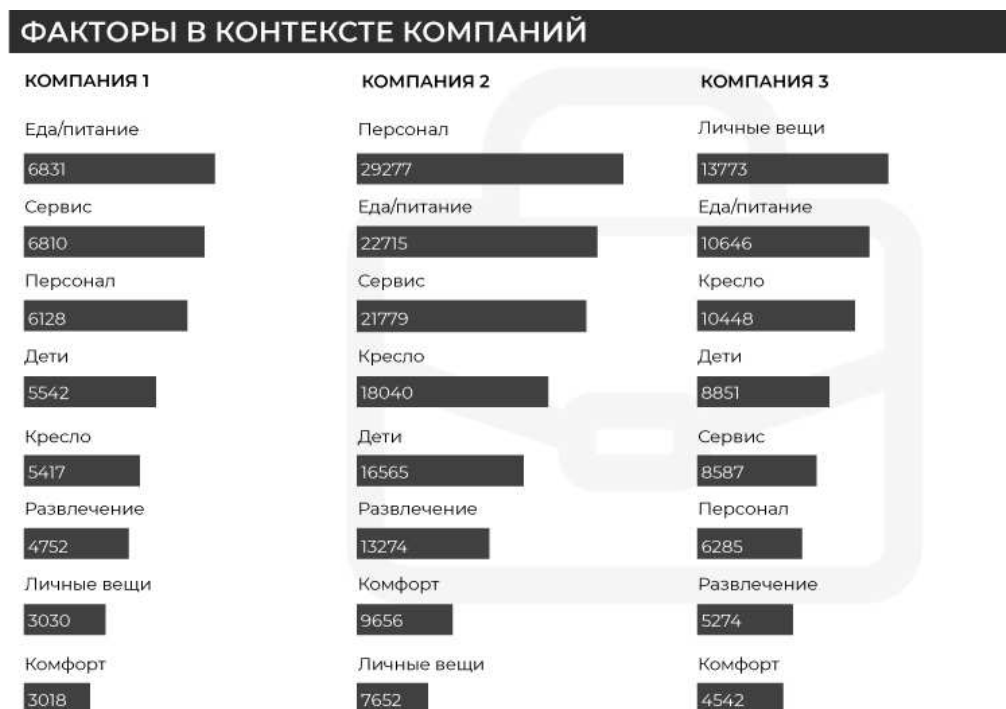 ФАКТОРЫ В КОНТЕКСТЕ КОМПАНИЙ
КОМПАНИЯ 1
Еда/питание
6831
Сервис
6810
Персонал
6128
Дети
5542
Кресло
5417
Развлечение
4752
Личные вещи
3030
Комфорт
3018
КОМПАНИЯ 2
Персонал
29277
Еда/питание
22715
Сервис
21779
Кресло
18040
Дети
16565
Развлечение
13274
Комфорт
9656
Личные вещи
7652
КОМПАНИЯ 3
Личные вещи
13773
Еда/питание
10646
Кресло
10448
Дети
8851
Сервис
8587
Персонал
6285
Развлечение
5274
Комфорт
4542